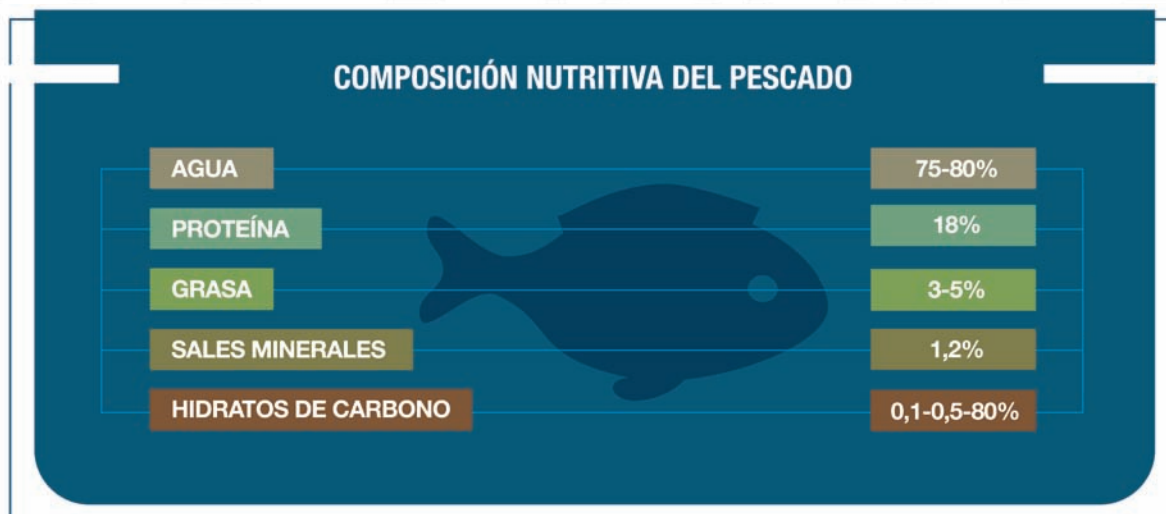 COMPOSICIÓN NUTRITIVA DEL PESCADO
AGUA 75-80%
PROTEÍNA 18%
GRASA 3-5%
SALES MINERALES 1,2%
HIDRATOS DE CARBONO 0,1-0,5-80%